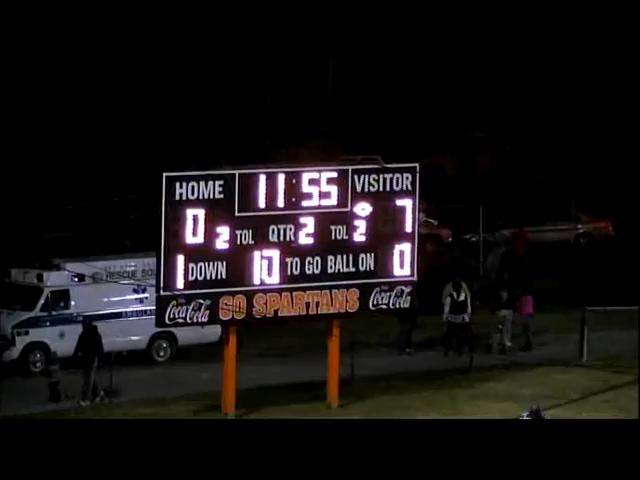 HOME 11:55 VISITOR
0 2 TOL QTR 2 TOL 2 7
1 DOWN 10 TO GO BALL ON 0
Coca-Cola GO SPARTANS Coca-Cola
RESCUE